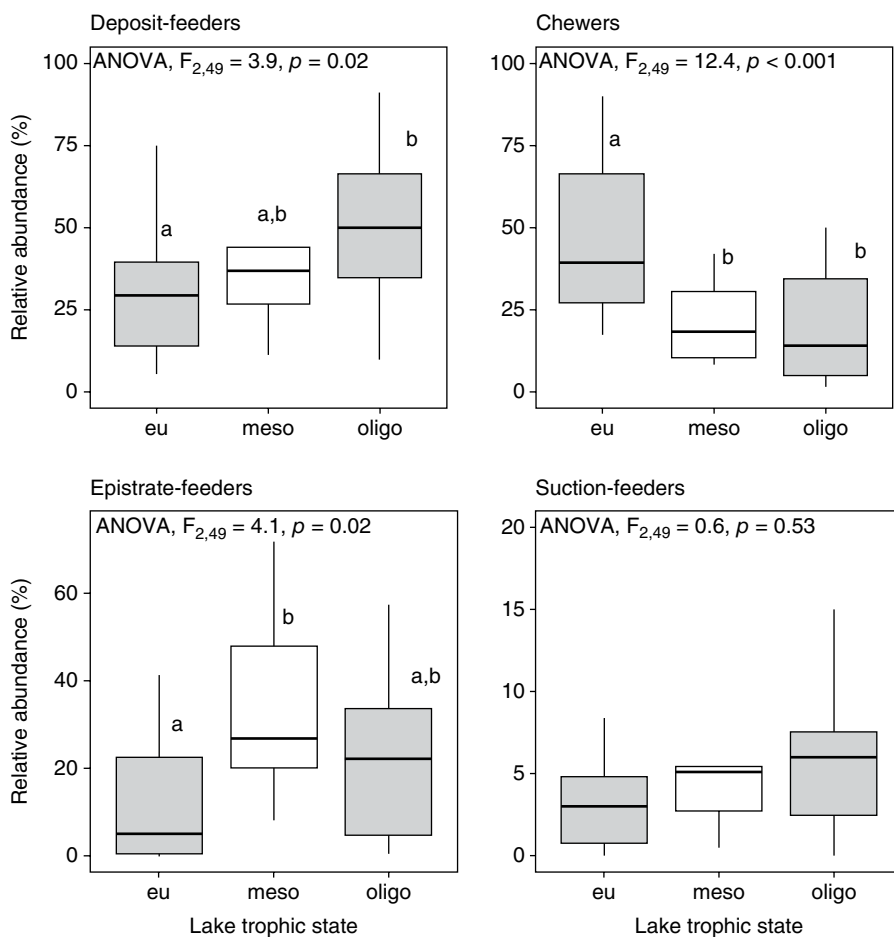 Deposit-feeders
ANOVA, F2,49 = 3.9, p = 0.02
Relative abundance (%)
100
75
50
25
0
a
a,b
b
eu meso oligo
Chewers
ANOVA, F2,49 = 12.4, p < 0.001
100
75
50
25
0
a
b
b
eu meso oligo
Epistrate-feeders
ANOVA, F2,49 = 4.1, p = 0.02
Relative abundance (%)
60
40
20
0
a
b
a,b
eu meso oligo
Lake trophic state
Suction-feeders
ANOVA, F2,49 = 0.6, p = 0.53
20
15
10
5
0
eu meso oligo
Lake trophic state